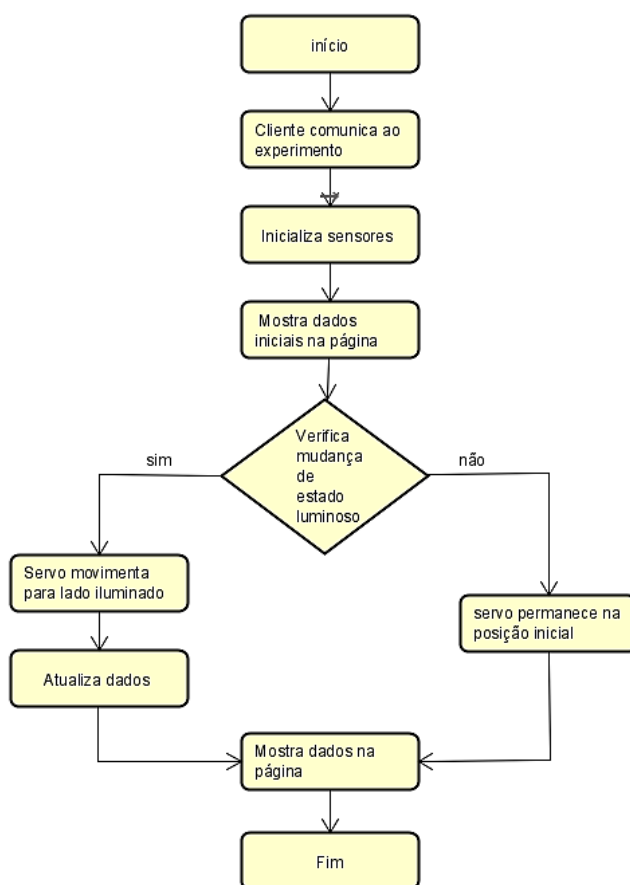 início
Cliente comunica ao
experimento
Inicializa sensores
Mostra dados
iniciais na página
Verifica
mudança
de
estado
luminoso
sim
não
Servo movimenta
para lado iluminado
Atualiza dados
servo permanece na
posição inicial
Mostra dados na
página
Fim